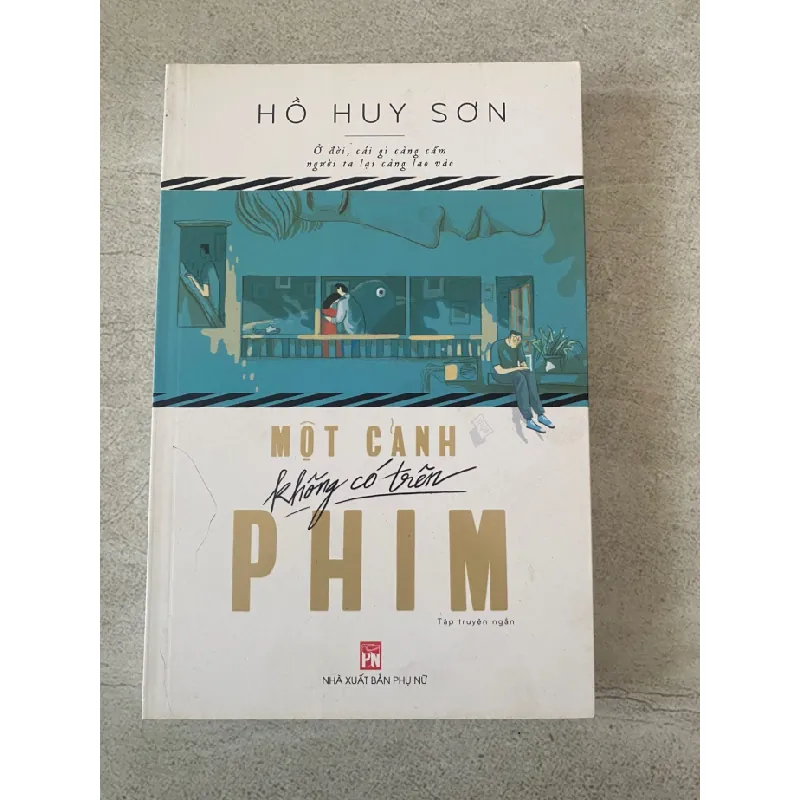 HỒ HUY SƠN
Ở đời, cái gì càng cấm
người ta lại càng lao vào
MỘT CẢNH
không có trên
PHIM
Tập truyện ngắn
PN
NHÀ XUẤT BẢN PHỤ NỮ